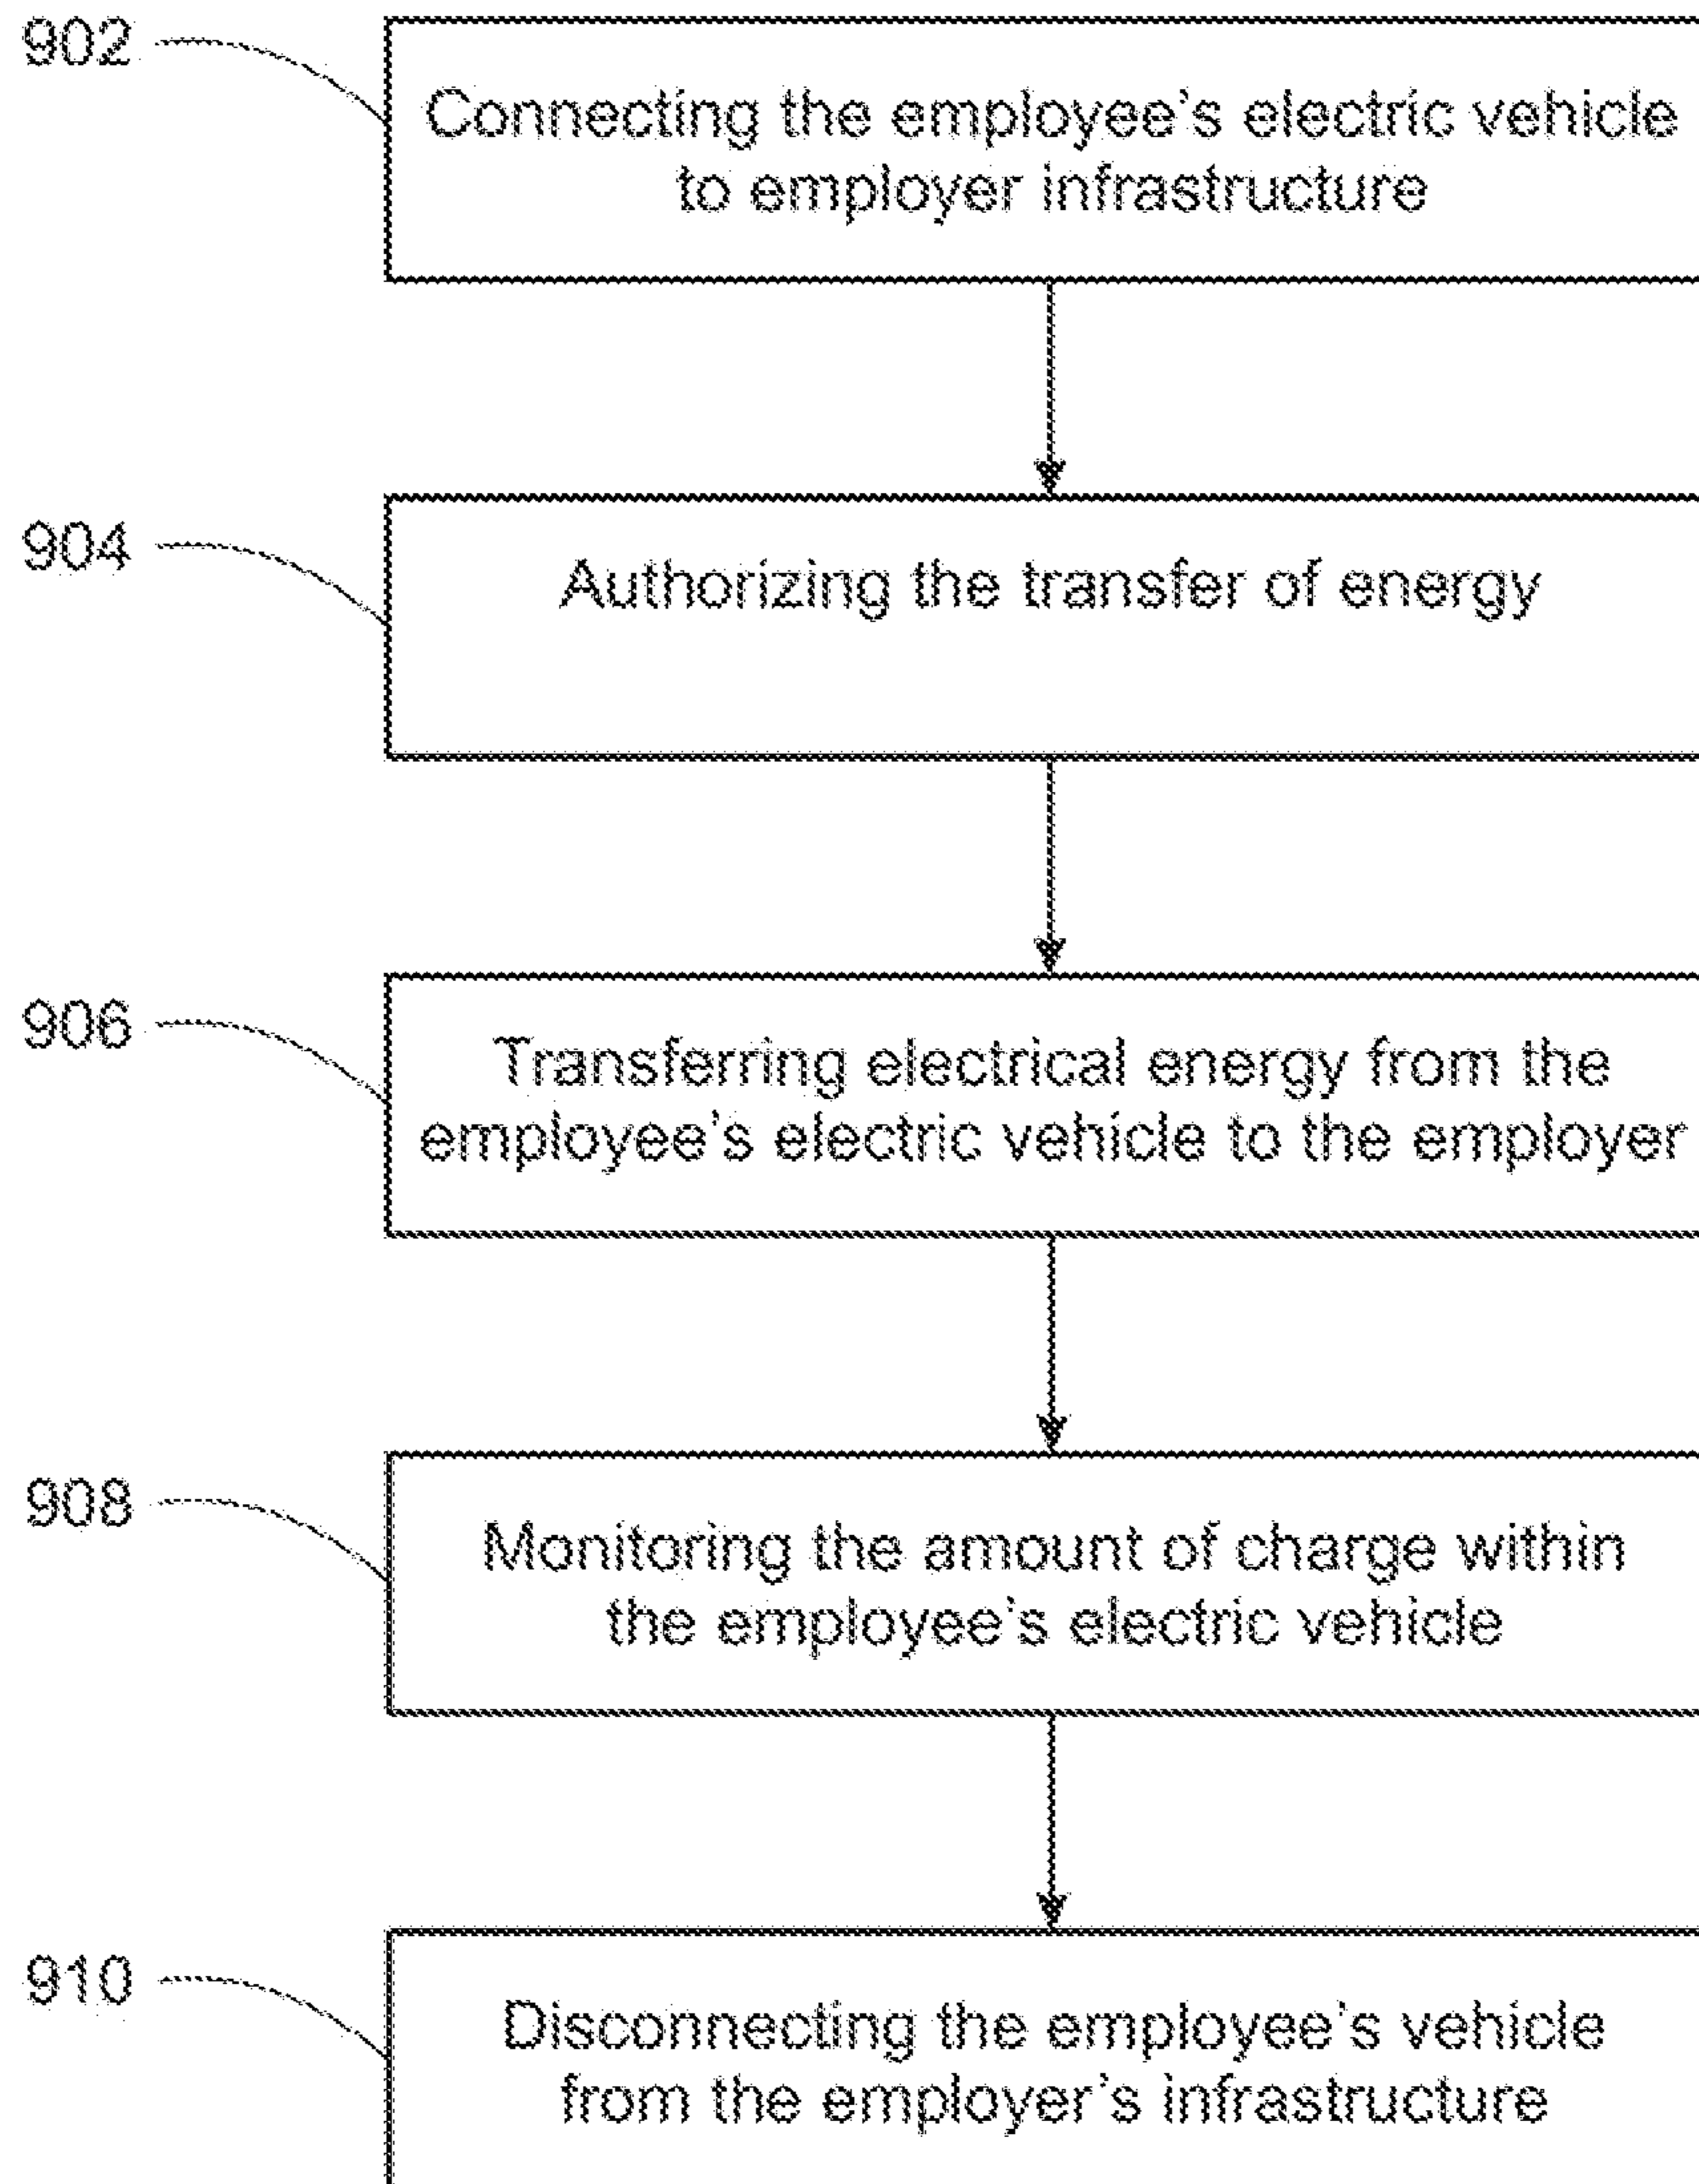 902
Connecting the employee's electric vehicle
to employer infrastructure
904
Authorizing the transfer of energy
906
Transferring electrical energy from the
employee's electric vehicle to the employer
908
Monitoring the amount of charge within
the employee's electric vehicle
910
Disconnecting the employee's vehicle
from the employer's infrastructure